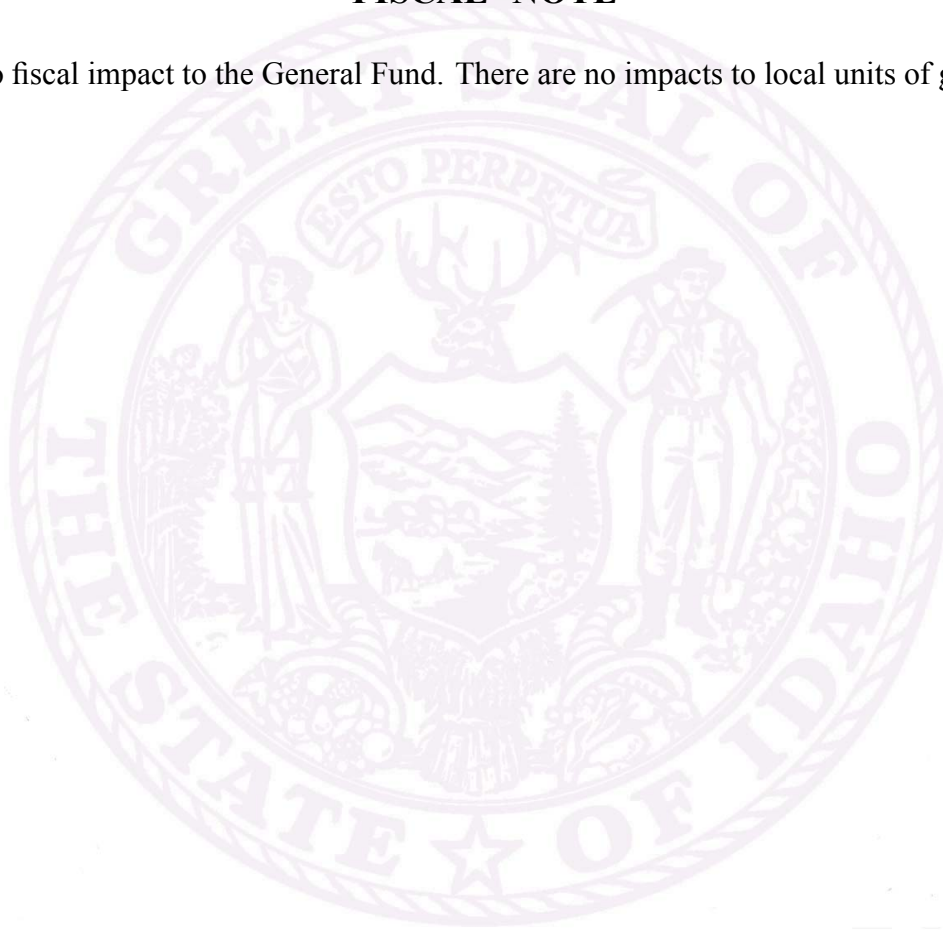 FISCAL NOTE
fiscal impact to the General Fund. There are no impacts to local units of
GREAT SEAL OF
ESTO PERPETUA
THE STATE OF IDAHO